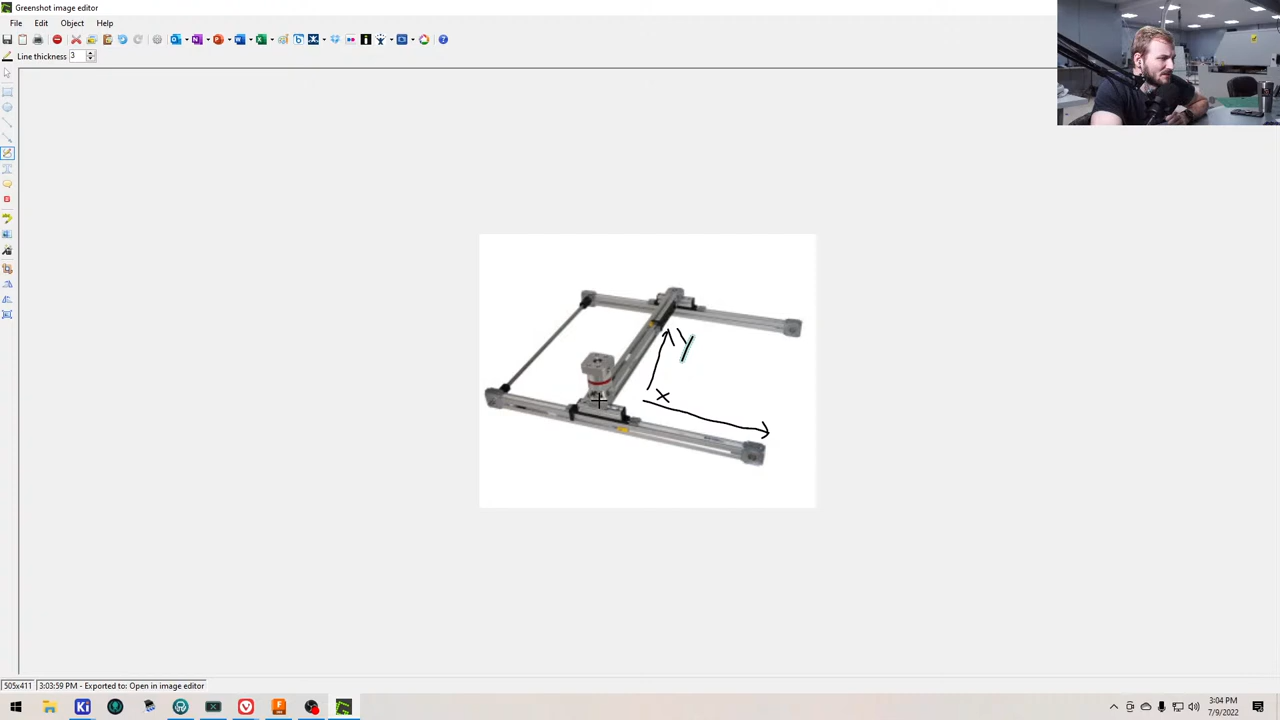 Greenshot image editor
File Edit Object Help
Line thickness 3
Y
X
505x411 3:03:59 PM - Exported to: Open in image editor
3:04 PM
7/9/2022